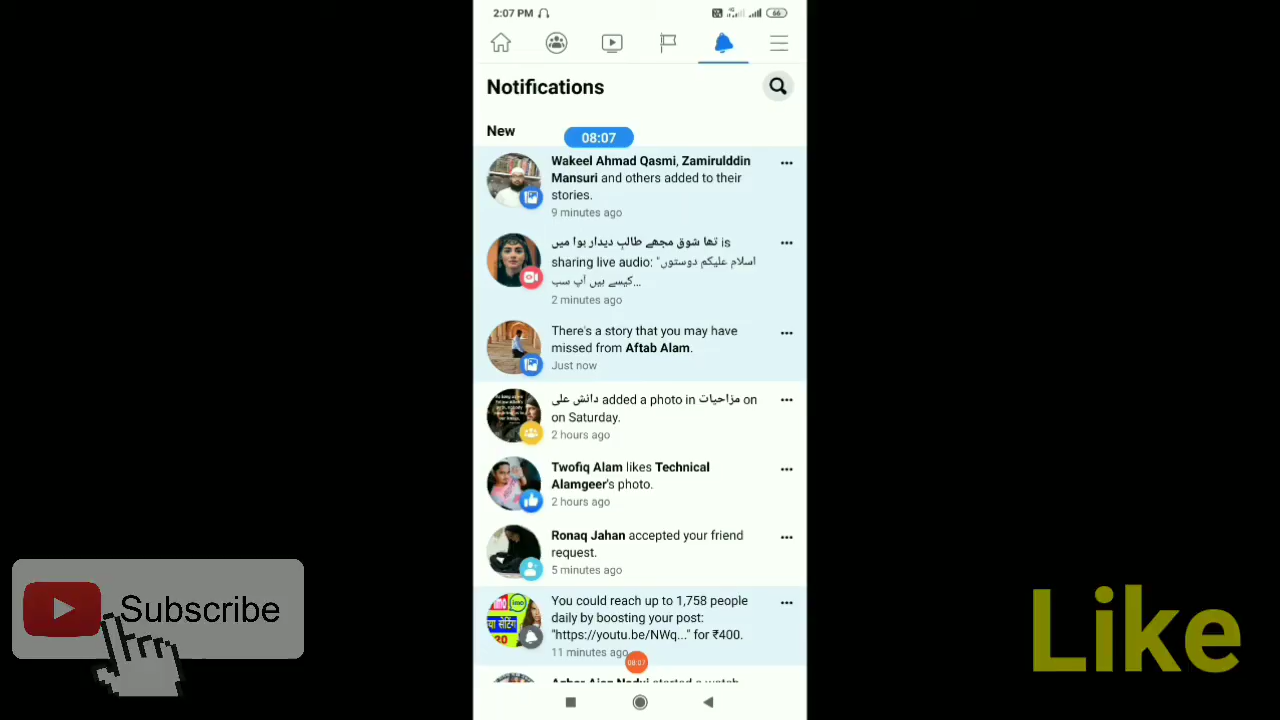 2:07 PM
4G
66
Notifications
New
08:07
Wakeel Ahmad Qasmi, Zamirulddin
Mansuri and others added to their
stories.
9 minutes ago
تھا شوق مجھے طالبِ دیدار ہوا میں is
sharing live audio: "اسلام علیکم دوستوں
کیسے ہیں آپ سب...
2 minutes ago
There's a story that you may have
missed from Aftab Alam.
Just now
دانش علی added a photo in مزاحیات on
on Saturday.
2 hours ago
Twofiq Alam likes Technical
Alamgeer's photo.
2 hours ago
Ronaq Jahan accepted your friend
request.
5 minutes ago
You could reach up to 1,758 people
daily by boosting your post:
"https://youtu.be/NWq..." for ₹400.
11 minutes ago
08:07
imo
सेटिंग
Subscribe
Like